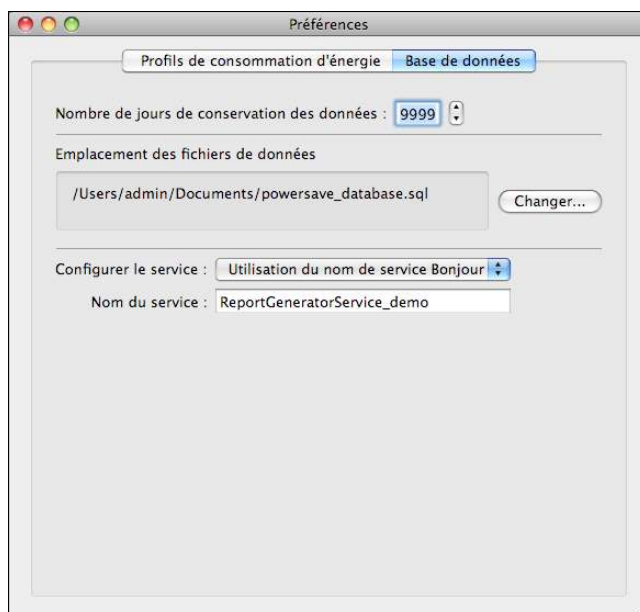 Préférences
Profils de consommation d'énergie Base de données
Nombre de jours de conservation des données : 9999
Emplacement des fichiers de données
/Users/admin/Documents/powersave_database.sql
Changer...
Configurer le service : Utilisation du nom de service Bonjour
Nom du service : ReportGeneratorService_demo